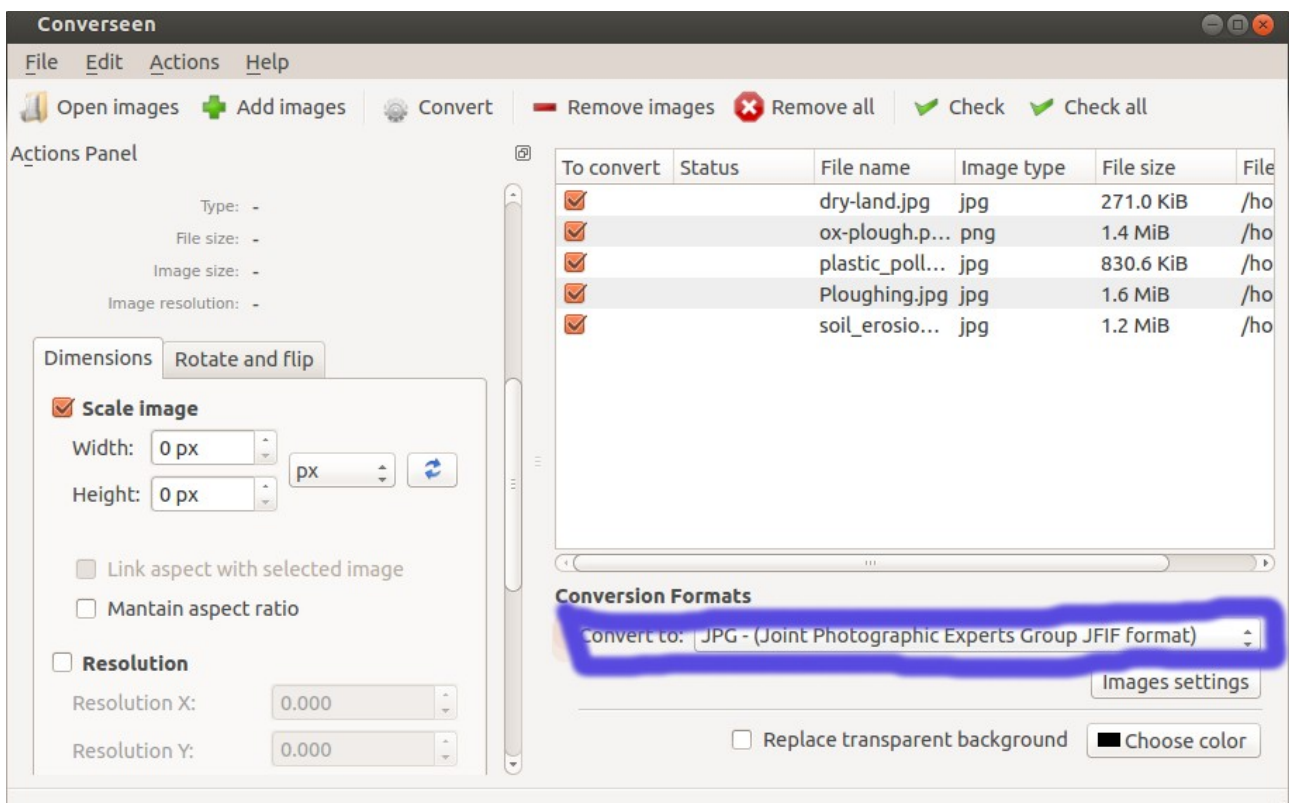 Converseen
File Edit Actions Help
Open images Add images Convert Remove images Remove all Check Check all
Actions Panel
Type: -
File size: -
Image size: -
Image resolution: -
Dimensions Rotate and flip
Scale image
Width: 0 px
px
Height: 0 px
Link aspect with selected image
Mantain aspect ratio
Resolution
Resolution X: 0.000
Resolution Y: 0.000
To convert Status File name Image type File size File
dry-land.jpg jpg 271.0 KiB /ho
ox-plough.p... png 1.4 MiB /ho
plastic_poll... jpg 830.6 KiB /ho
Ploughing.jpg jpg 1.6 MiB /ho
soil_erosio... jpg 1.2 MiB /ho
Conversion Formats
Convert to: JPG - (Joint Photographic Experts Group JFIF format)
Images settings
Replace transparent background Choose color